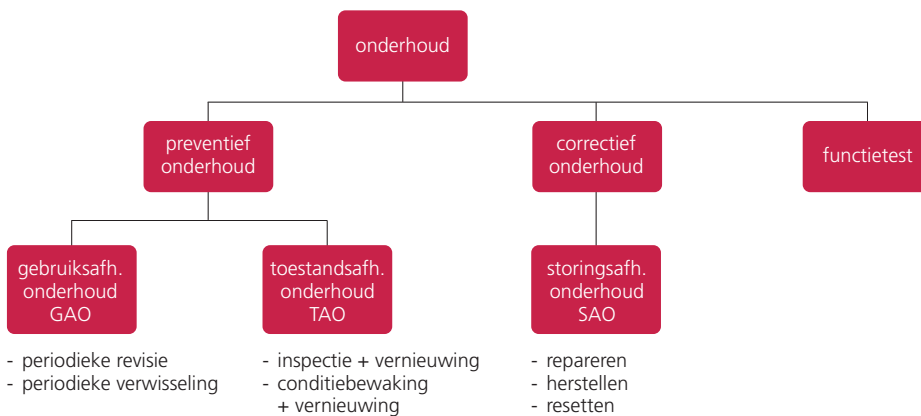 onderhoud
preventief
onderhoud
correctief
onderhoud
functietest
gebruiksafh.
onderhoud
GAO
toestandsafh.
onderhoud
TAO
storingsafh.
onderhoud
SAO
- periodieke revisie
- periodieke verwisseling
- inspectie + vernieuwing
- conditiebewaking
+ vernieuwing
- repareren
- herstellen
- resetten